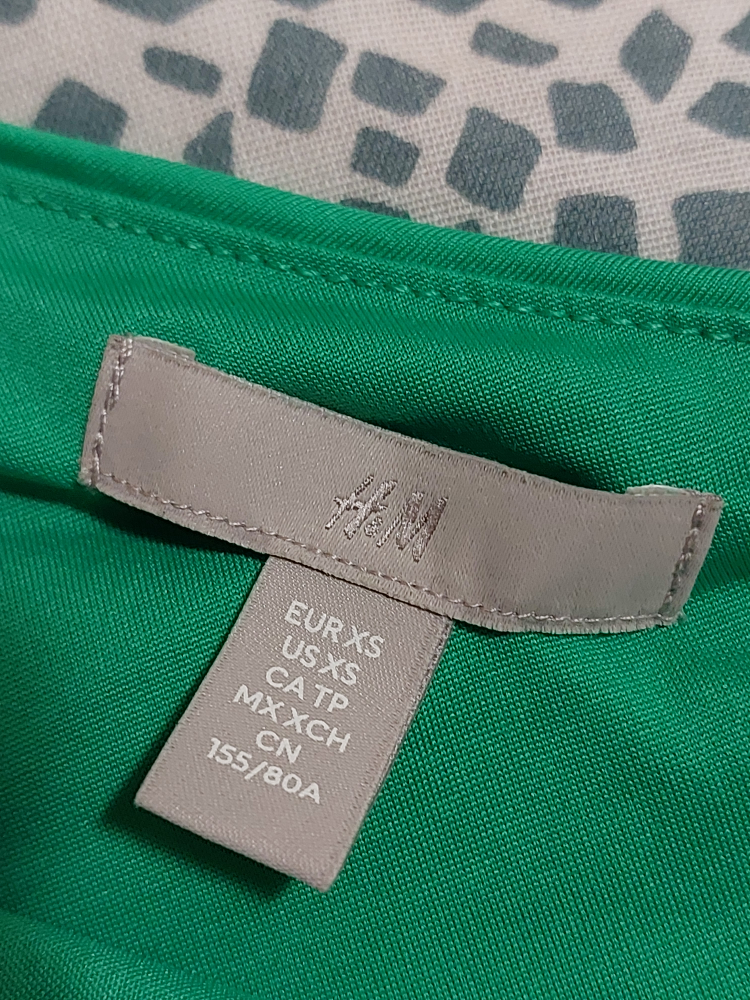 H&M
EUR XS
US XS
CA TP
MX XCH
CN
155/80A